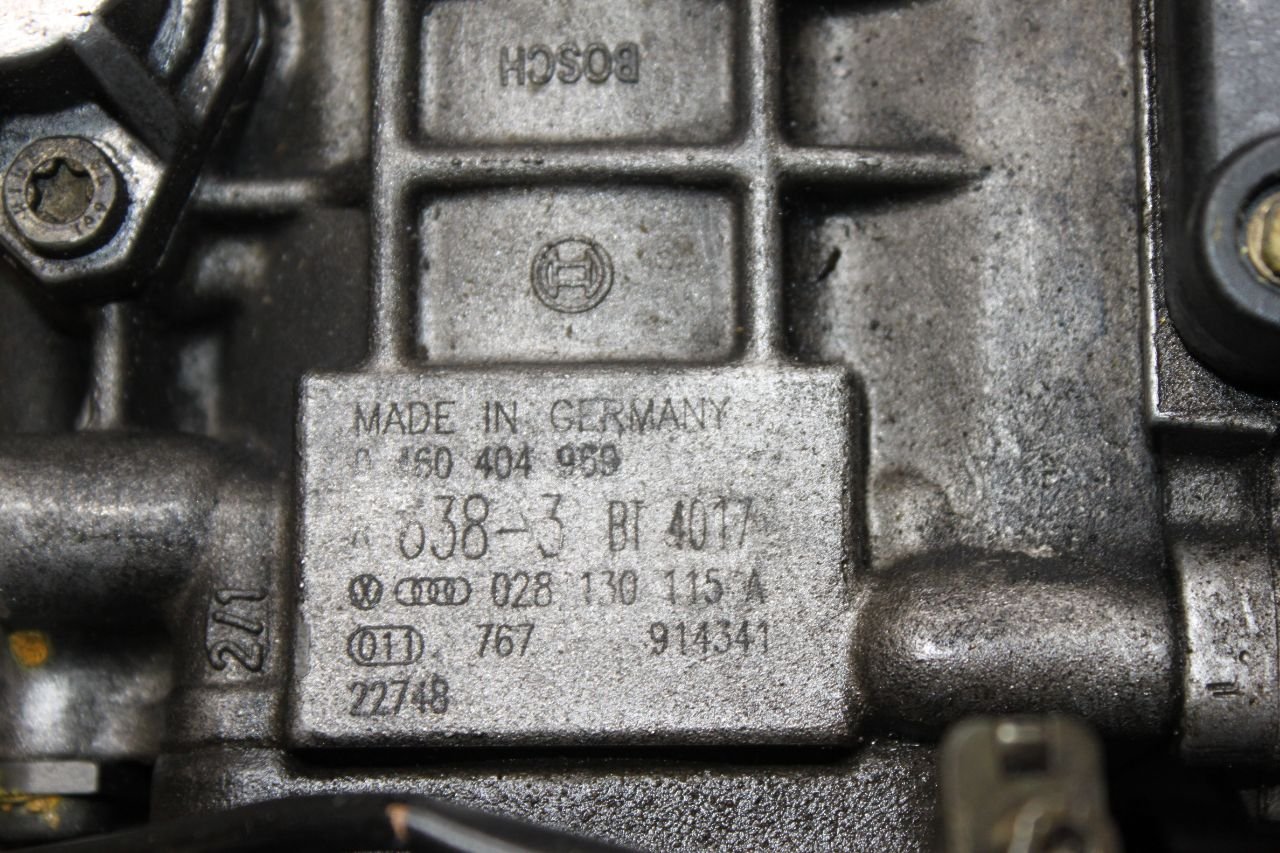 BOSCH
MADE IN GERMANY
0 460 404 969
838-3 BT 4017
028 130 115 A
011 767 914341
22748
2/1